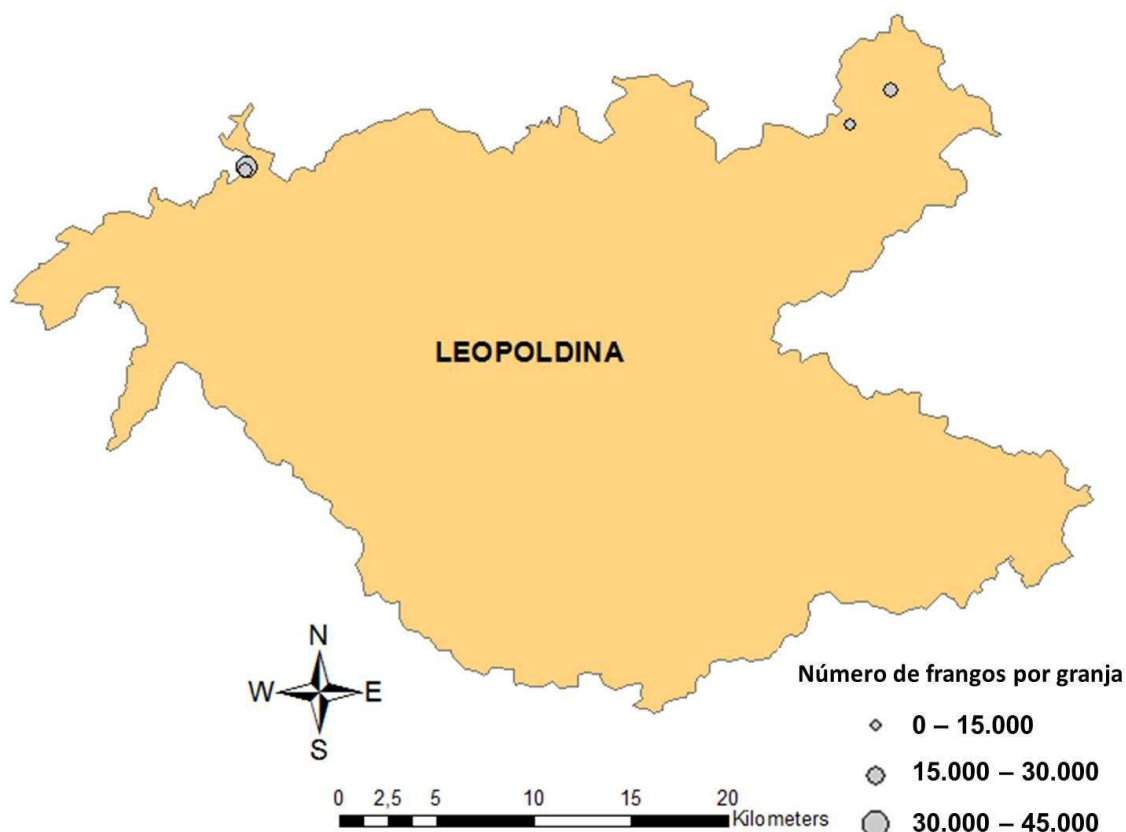 LEOPOLDINA
N
W E
S
Número de frangos por granja
0 – 15.000
15.000 – 30.000
30.000 – 45.000
0 2,5 5 10 15 20
Kilometers